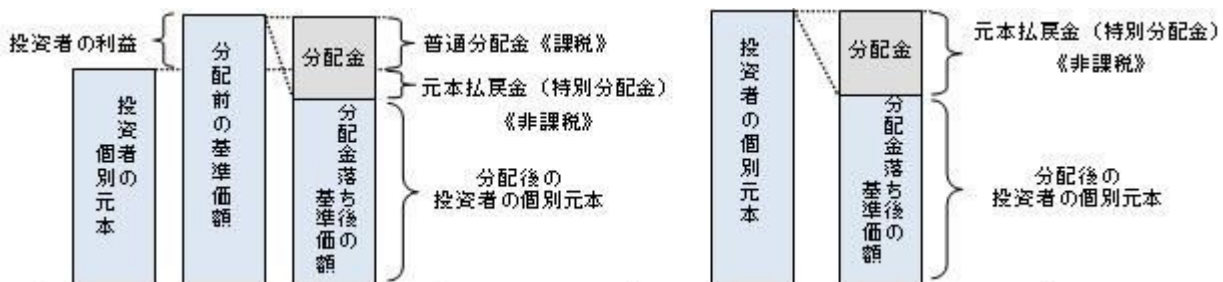 投資者の利益
投資者の
個別元本
分配前の基準価額
分配金
分配金落ち後の
基準価額
普通分配金《課税》
元本払戻金（特別分配金）
《非課税》
分配後の
投資者の個別元本
投資者の個別元本
分配金
分配金落ち後の
基準価額
元本払戻金（特別分配金）
《非課税》
分配後の
投資者の個別元本